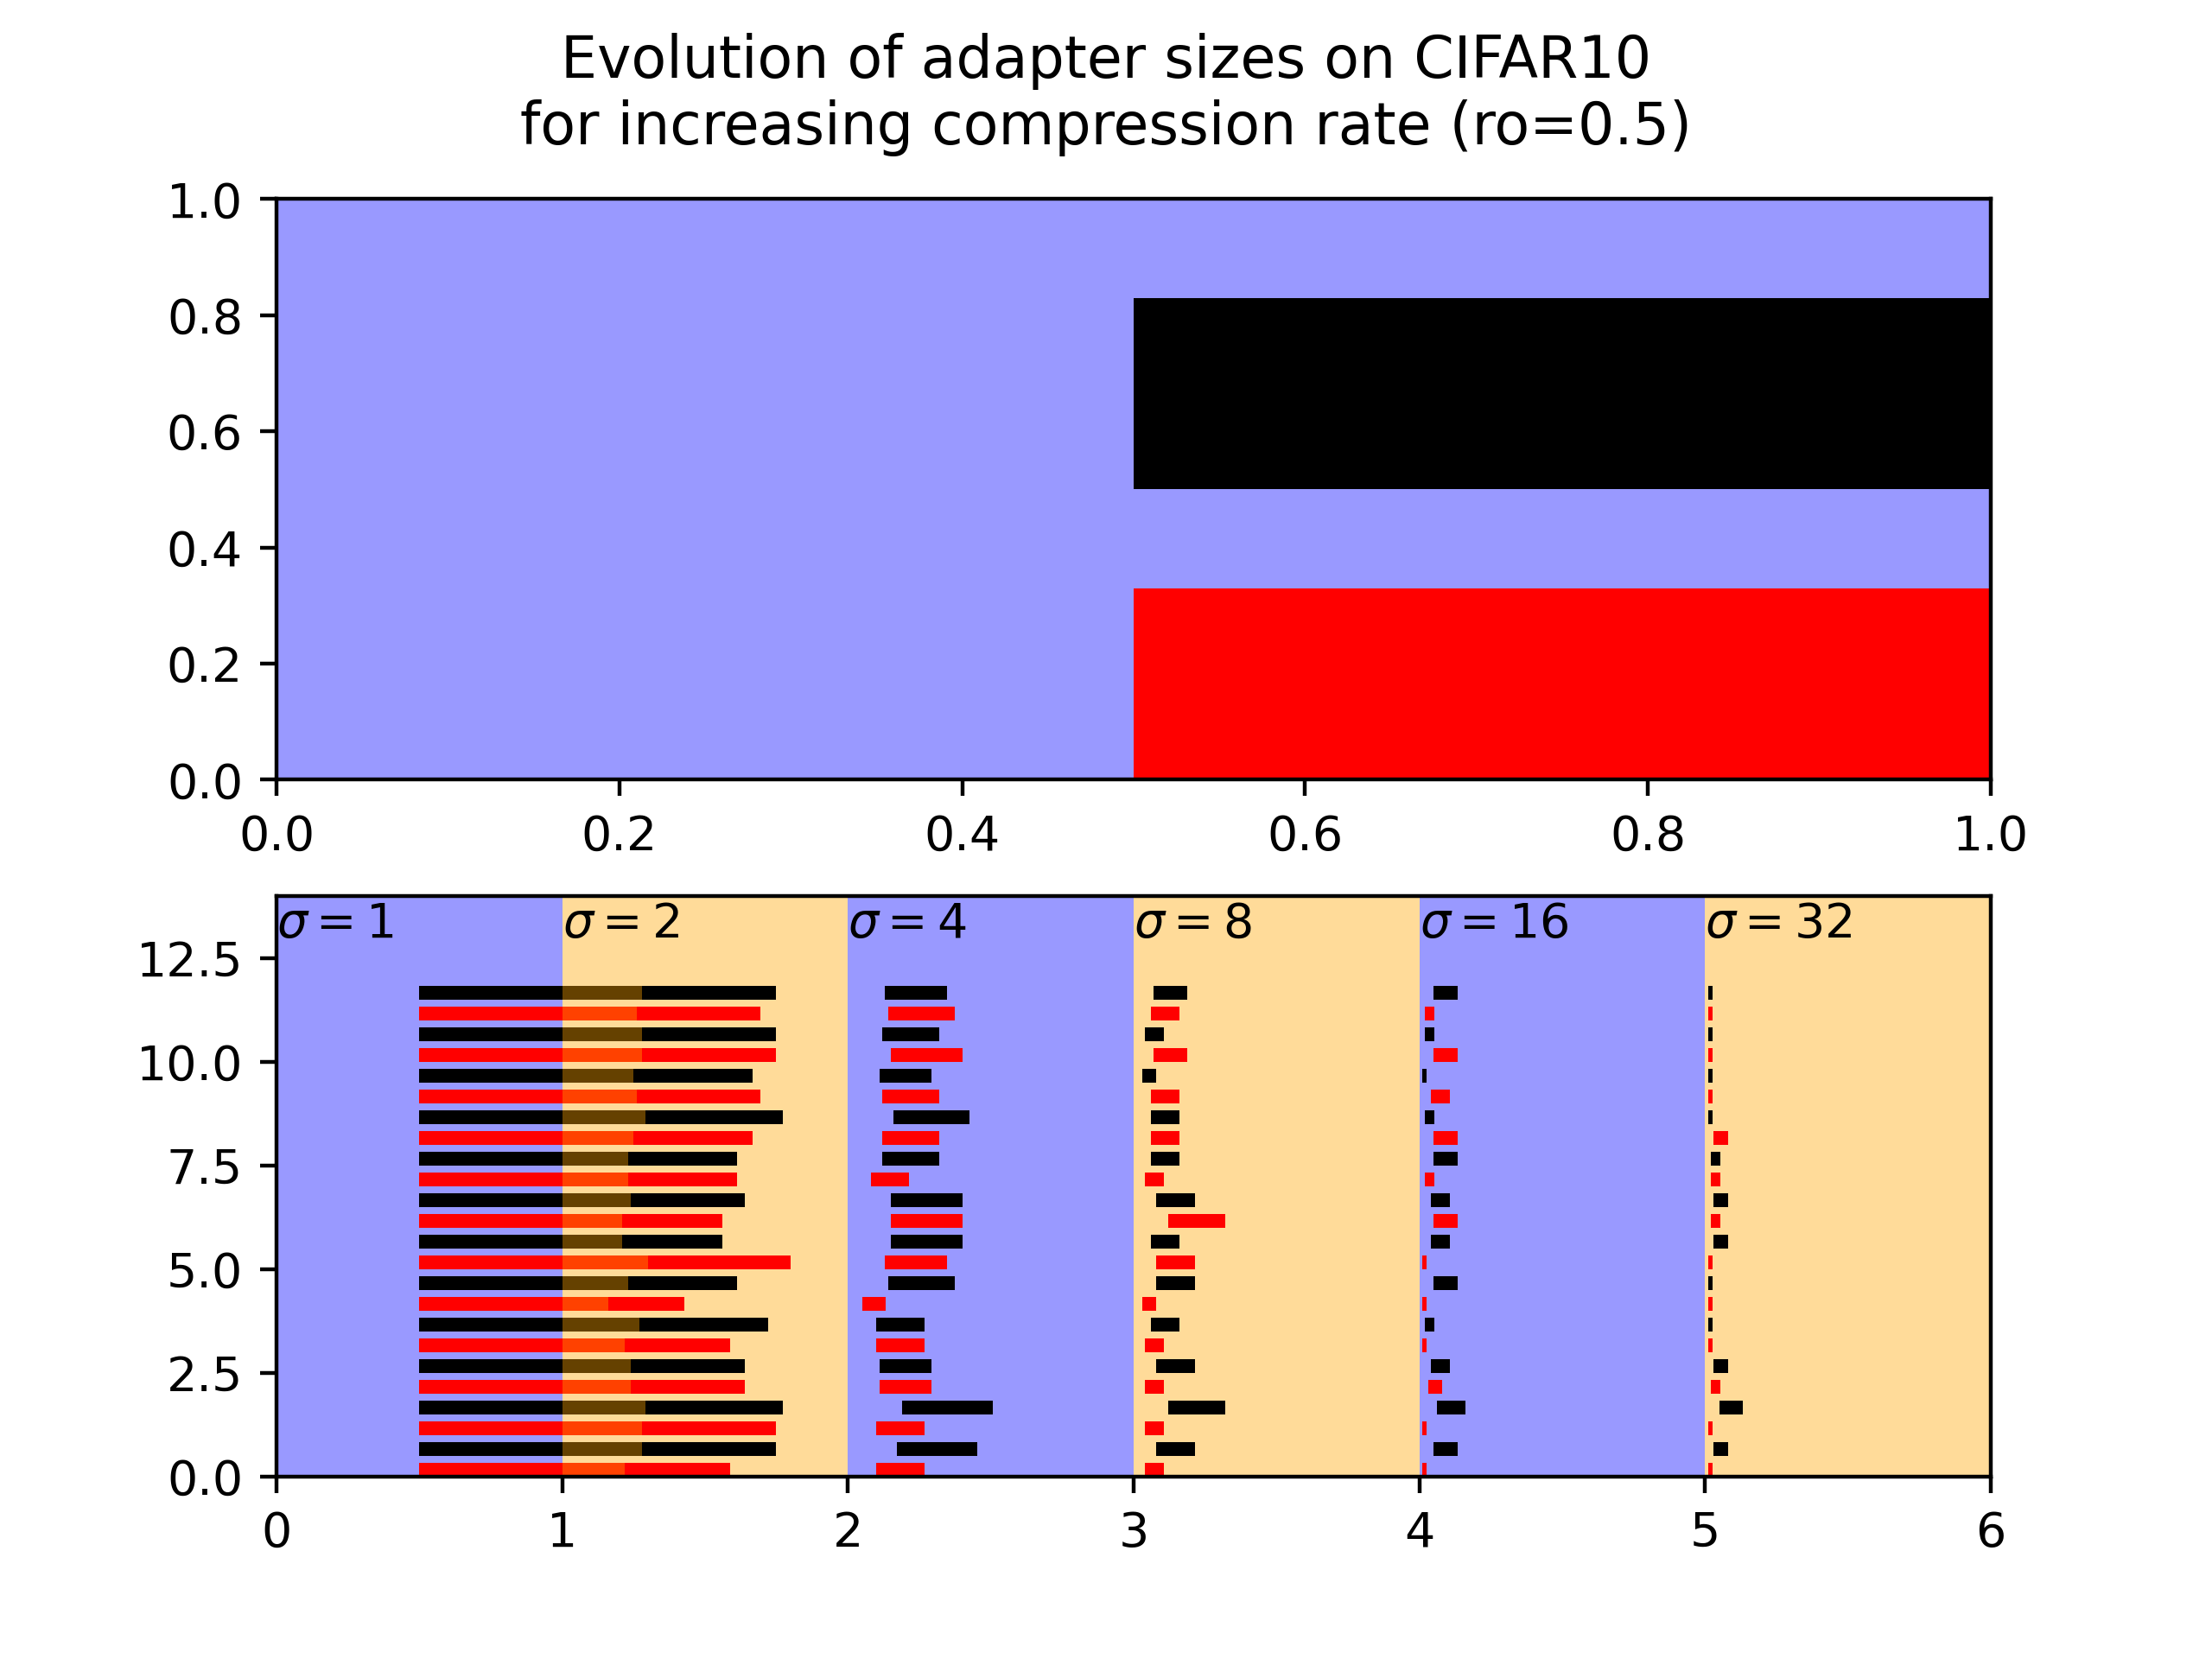 Evolution of adapter sizes on CIFAR10
for increasing compression rate (ro=0.5)
1.0
0.8
0.6
0.4
0.2
0.0
0.0 0.2 0.4 0.6 0.8 1.0
σ = 1 σ = 2 σ = 4 σ = 8 σ = 16 σ = 32
12.5
10.0
7.5
5.0
2.5
0.0
0 1 2 3 4 5 6